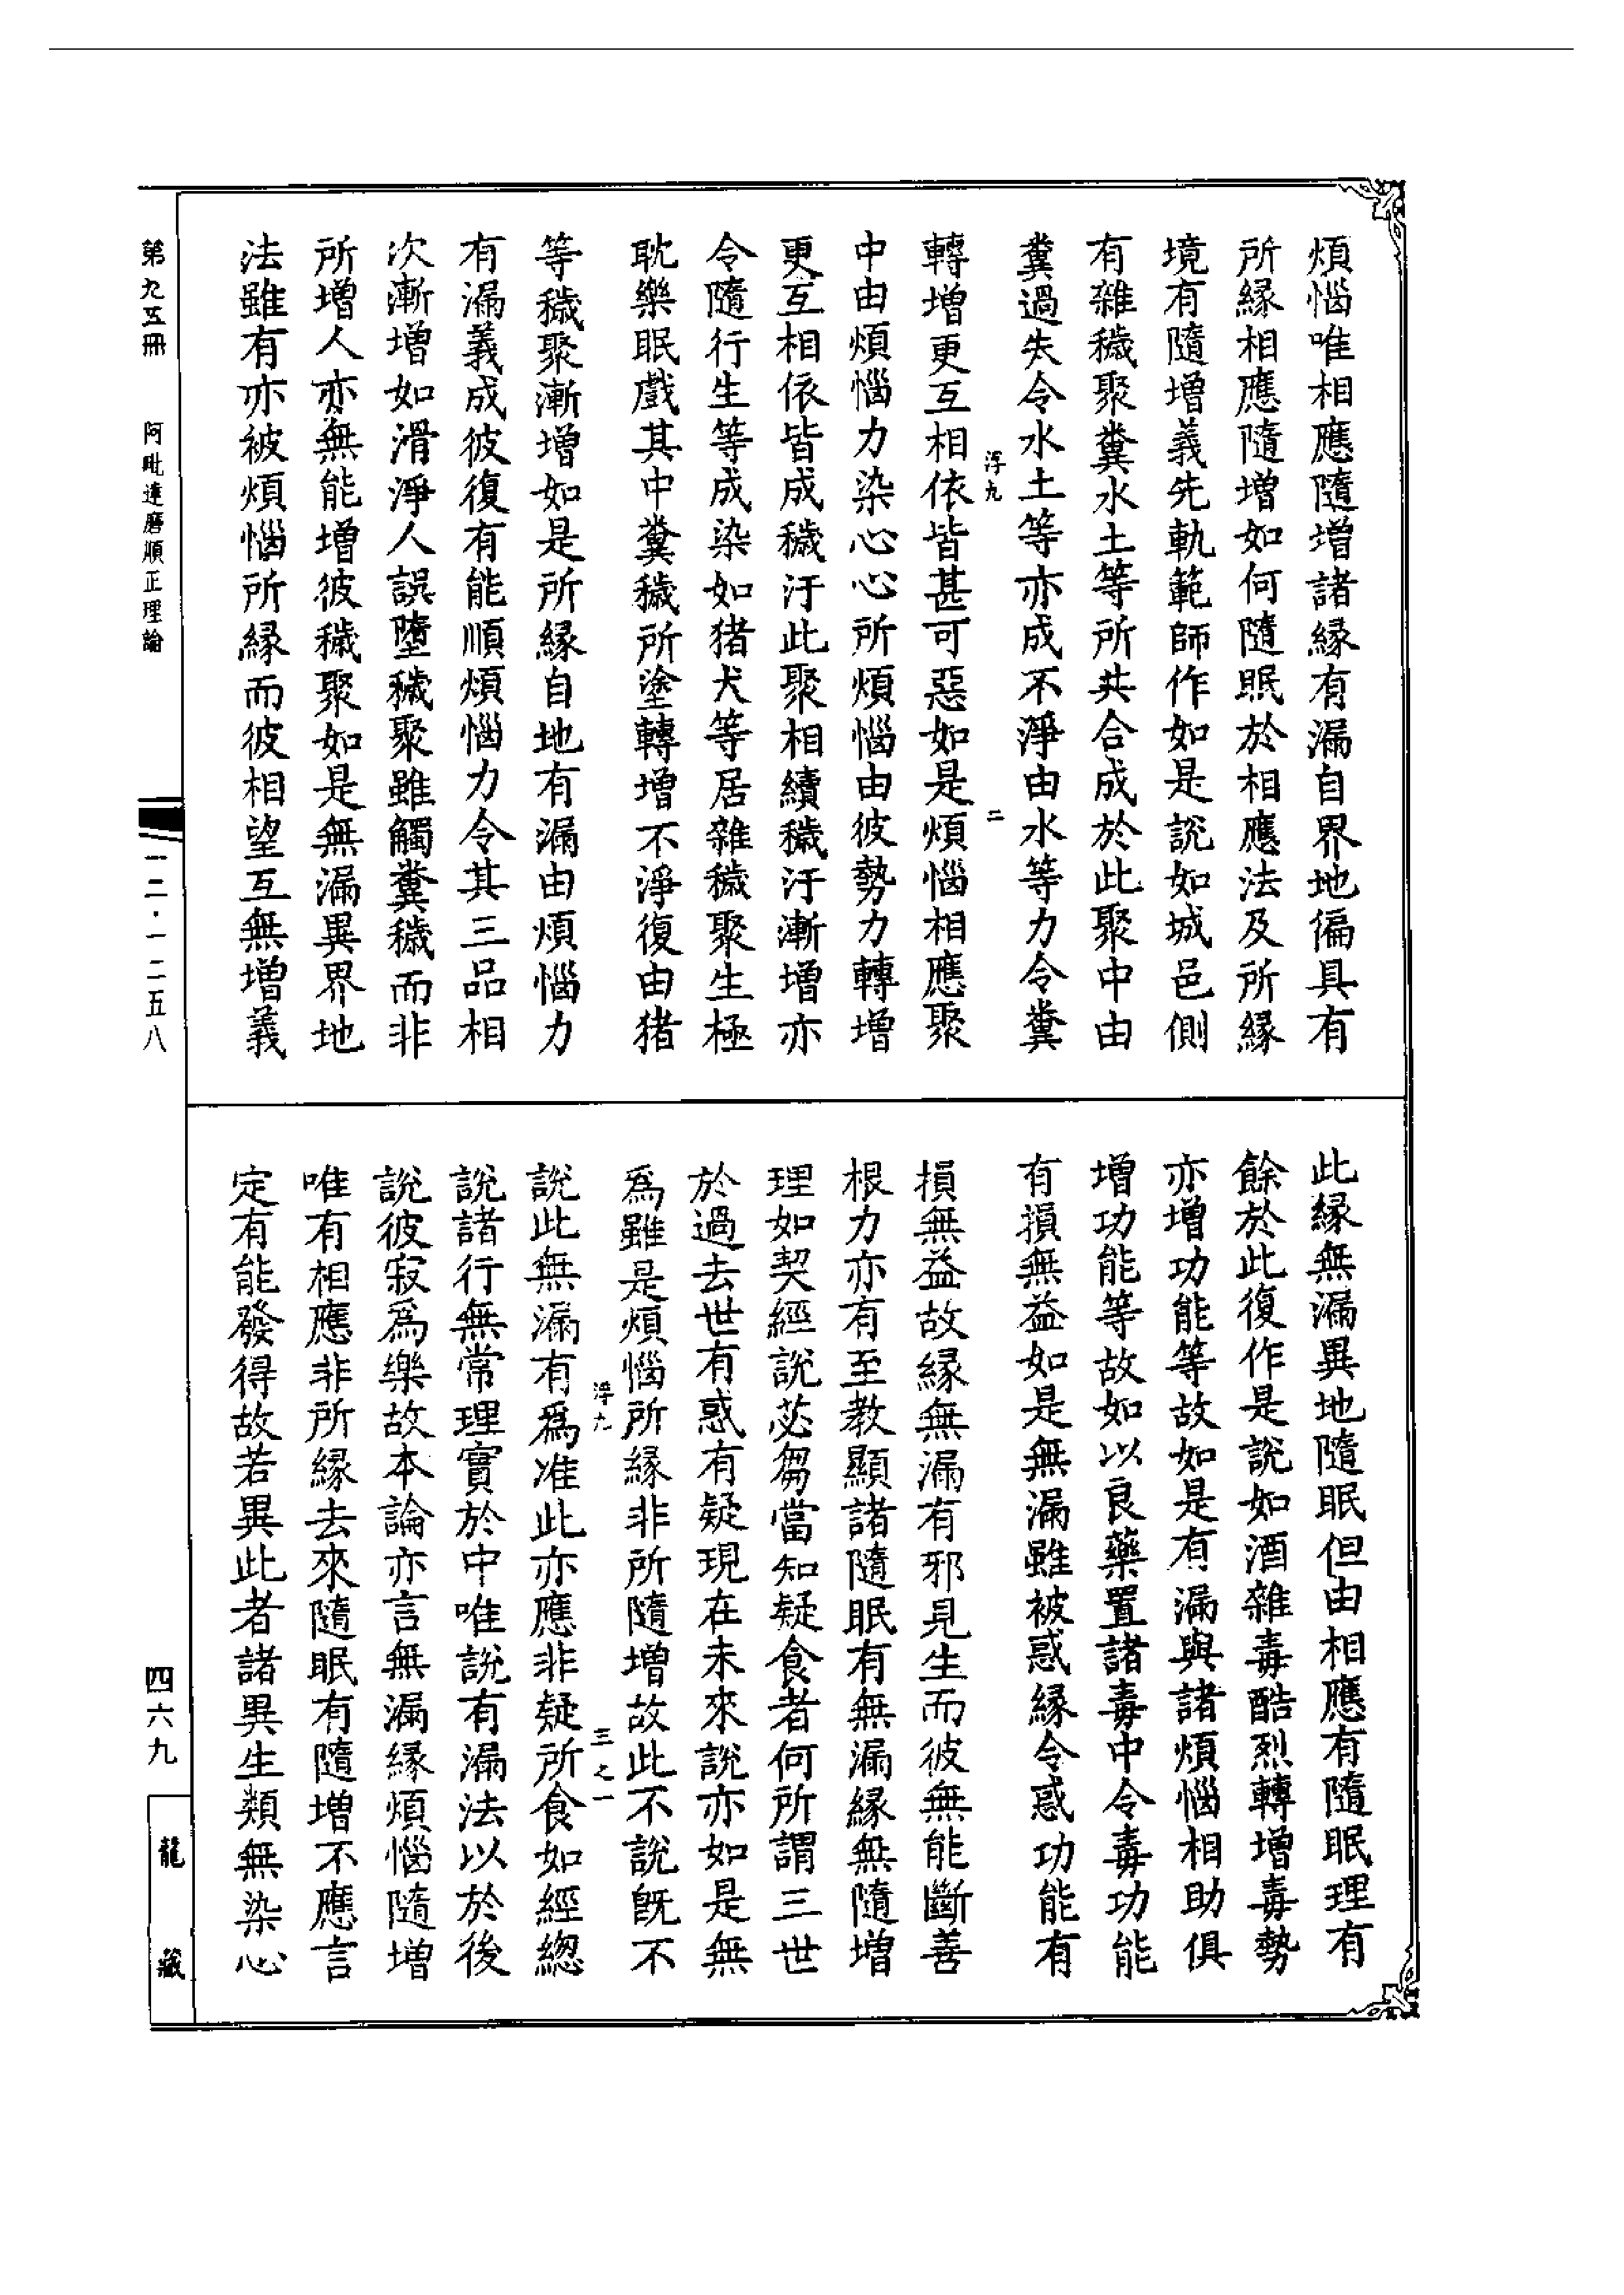 煩惱唯相應隨增諸緣有漏自界地徧具有
所緣相應隨增如何隨眠於相應法及所緣
境有隨增義先軌範師作如是說如城邑側
有雜穢聚糞水土等所共合成於此聚中由
糞過失令水土等亦成不淨由水等力令糞
浮九
二
轉增更互相依皆甚可惡如是煩惱相應聚
中由煩惱力染心心所煩惱由彼勢力轉增
更互相依皆成穢汙此聚相續穢汙漸增亦
令隨行生等成染如猪犬等居雜穢聚生極
耽樂眠戲其中糞穢所塗轉增不淨復由猪
等穢聚漸增如是所緣自地有漏由煩惱力
有漏義成彼復有能順煩惱力令其三品相
次漸增如滑淨人誤墮穢聚雖觸糞穢而非
所增人亦無能增彼穢聚如是無漏異界地
法雖有亦被煩惱所緣而彼相望互無增義
此緣無漏異地隨眠但由相應有隨眠理有
餘於此復作是說如酒雜毒酷烈轉增毒勢
亦增功能等故如是有漏與諸煩惱相助俱
增功能等故如以良藥置諸毒中令毒功能
有損無益如是無漏雖被惑緣令惑功能有
損無益故緣無漏有邪見生而彼無能斷善
根力亦有至教顯諸隨眠有無漏緣無隨增
理如契經說苾芻當知疑食者何所謂三世
於過去世有惑有疑現在未來說亦如是無
爲雖是煩惱所緣非所隨增故此不說旣不
浮九
三之一
說此無漏有爲准此亦應非疑所食如經總
說諸行無常理實於中唯說有漏法以於後
說彼寂爲樂故本論亦言無漏緣煩惱隨增
唯有相應非所緣去來隨眠有隨增不應言
定有能發得故若異此者諸異生類無染心
第九五冊
阿毗達磨順正理論
一二·一二五八
四六九
龍藏